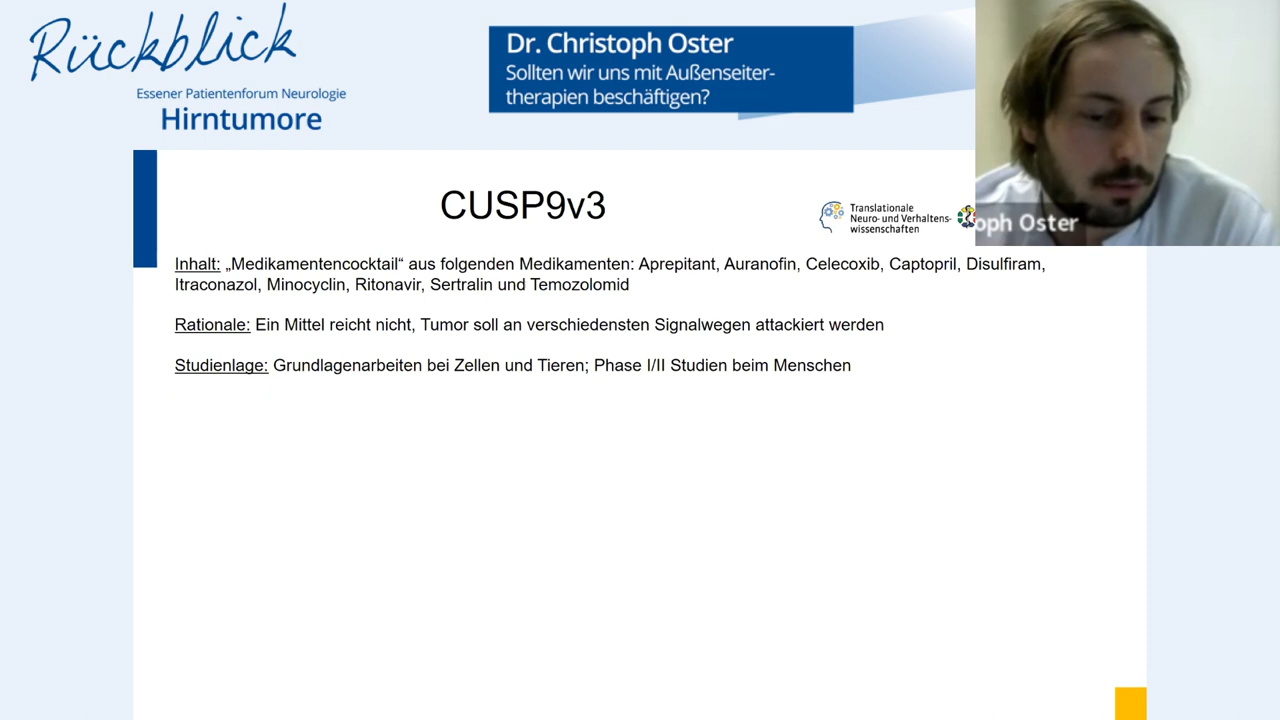 Rückblick
Essener Patientenforum Neurologie
Hirntumore
Dr. Christoph Oster
Sollten wir uns mit Außenseiter-
therapien beschäftigen?
oph Oster
CUSP9v3
Translationale
Neuro- und Verhaltens-
wissenschaften
Inhalt: „Medikamentencocktail“ aus folgenden Medikamenten: Aprepitant, Auranofin, Celecoxib, Captopril, Disulfiram,
Itraconazol, Minocyclin, Ritonavir, Sertralin und Temozolomid
Rationale: Ein Mittel reicht nicht, Tumor soll an verschiedensten Signalwegen attackiert werden
Studienlage: Grundlagenarbeiten bei Zellen und Tieren; Phase I/II Studien beim Menschen